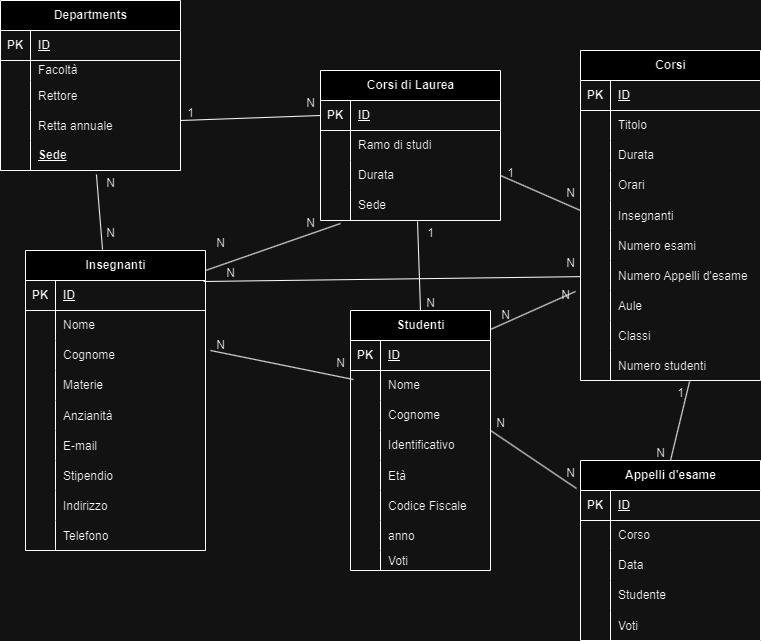 Departments
PK ID
Facoltà
Rettore
Retta annuale
Sede
1
N
Corsi di Laurea
PK ID
Ramo di studi
Durata
Sede
Corsi
PK ID
Titolo
Durata
Orari
Insegnanti
Numero esami
Numero Appelli d'esame
Aule
Classi
Numero studenti
1
N
N
N
N
N
N
N
1
N
N
N
Insegnanti
PK ID
Nome
Cognome
Materie
Anzianità
E-mail
Stipendio
Indirizzo
Telefono
N
N
Studenti
PK ID
Nome
Cognome
Identificativo
Età
Codice Fiscale
anno
Voti
N
N
1
N
Appelli d'esame
PK ID
Corso
Data
Studente
Voti